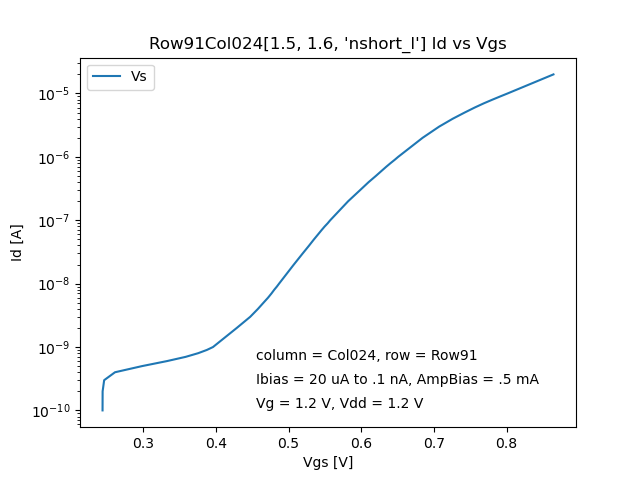 Row91Col024[1.5, 1.6, 'nshort_l'] Id vs Vgs
Vs
10⁻⁵
10⁻⁶
10⁻⁷
10⁻⁸
10⁻⁹
10⁻¹⁰
Id [A]
column = Col024, row = Row91
Ibias = 20 uA to .1 nA, AmpBias = .5 mA
Vg = 1.2 V, Vdd = 1.2 V
0.3 0.4 0.5 0.6 0.7 0.8
Vgs [V]